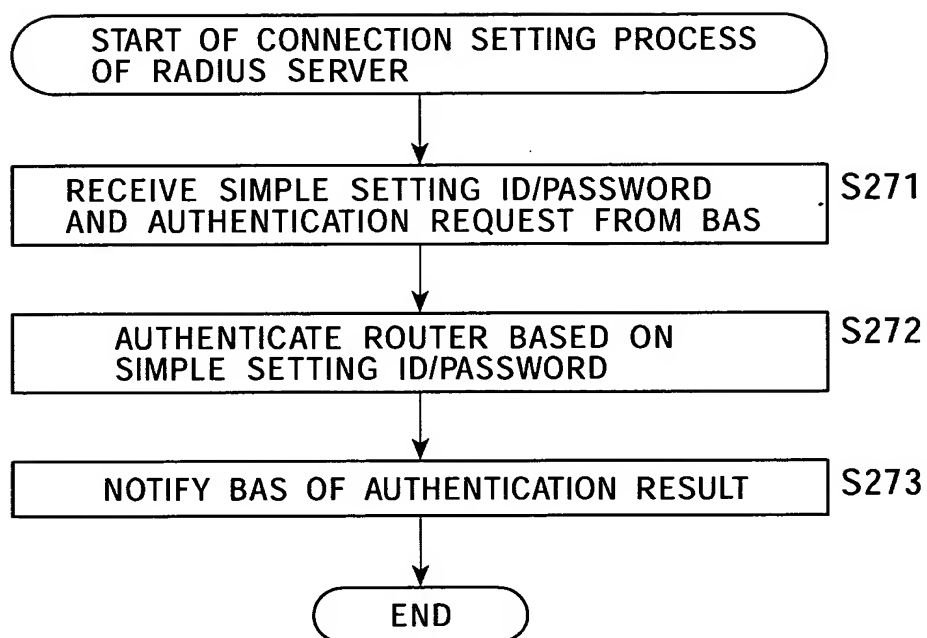 START OF CONNECTION SETTING PROCESS
OF RADIUS SERVER
RECEIVE SIMPLE SETTING ID/PASSWORD
AND AUTHENTICATION REQUEST FROM BAS
S271
AUTHENTICATE ROUTER BASED ON
SIMPLE SETTING ID/PASSWORD
S272
NOTIFY BAS OF AUTHENTICATION RESULT
S273
END